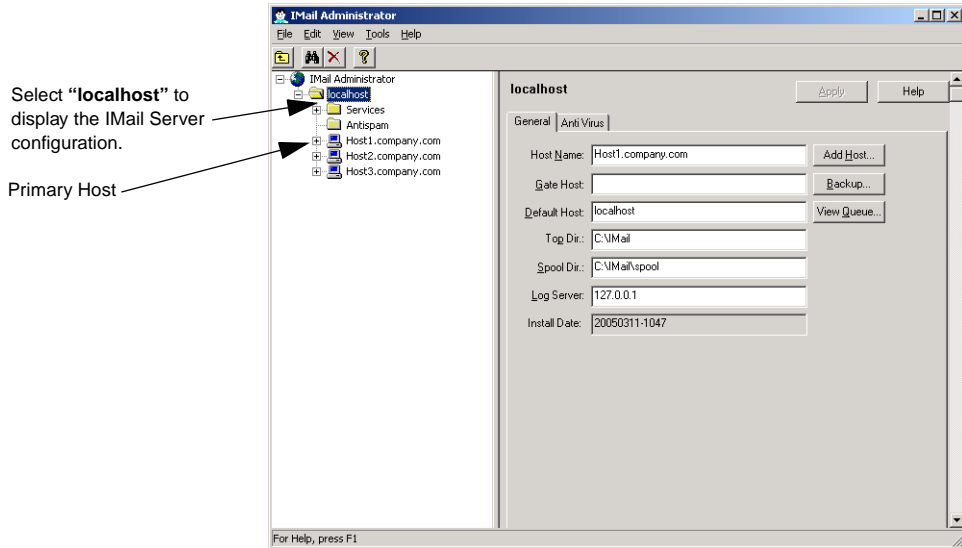 IMail Administrator
File Edit View Tools Help
Select “localhost” to
display the IMail Server
configuration.
Primary Host
IMail Administrator
localhost
Services
Antispam
Host1.company.com
Host2.company.com
Host3.company.com
localhost
Apply
Help
General
Anti Virus
Host Name: Host1.company.com
Add Host...
Gate Host:
Backup...
Default Host: localhost
View Queue...
Top Dir.: C:\IMail
Spool Dir.: C:\IMail\spool
Log Server: 127.0.0.1
Install Date: 20050311-1047
For Help, press F1